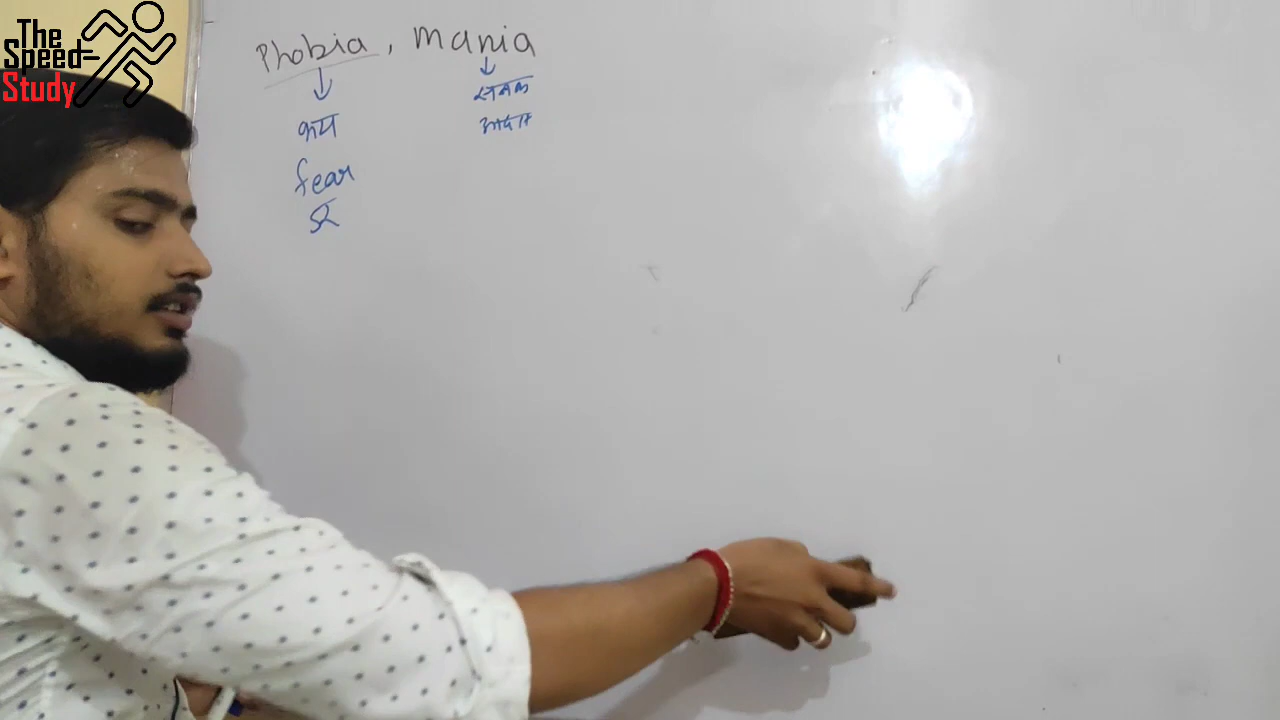 The
Speed
Study
Phobia, Mania
भय
fear
डर
सनक
आदत